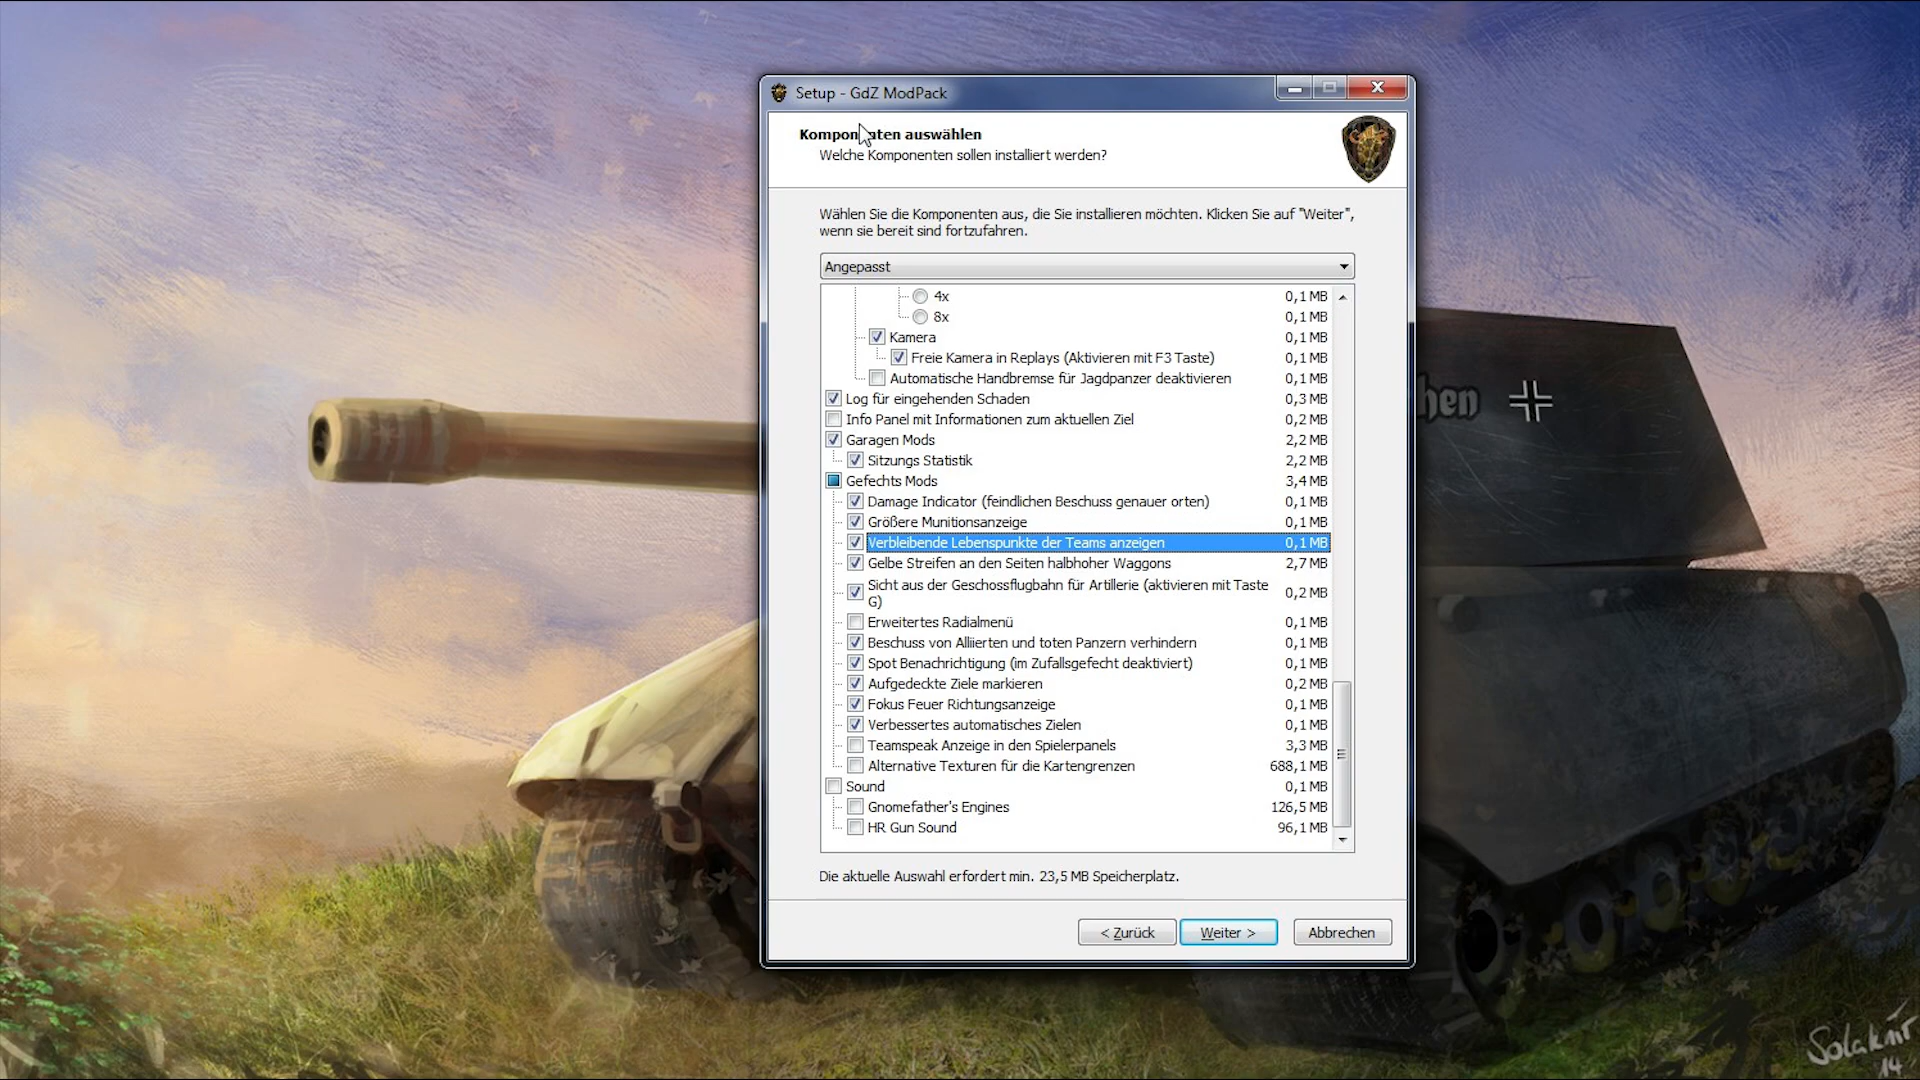 Setup - GdZ ModPack
Komponenten auswählen
Welche Komponenten sollen installiert werden?
Wählen Sie die Komponenten aus, die Sie installieren möchten. Klicken Sie auf "Weiter",
wenn sie bereit sind fortzufahren.
Angepasst
4x 0,1 MB
8x 0,1 MB
Kamera 0,1 MB
Freie Kamera in Replays (Aktivieren mit F3 Taste) 0,1 MB
Automatische Handbremse für Jagdpanzer deaktivieren 0,1 MB
Log für eingehenden Schaden 0,3 MB
Info Panel mit Informationen zum aktuellen Ziel 0,2 MB
Garagen Mods 2,2 MB
Sitzungs Statistik 2,2 MB
Gefechts Mods 3,4 MB
Damage Indicator (feindlichen Beschuss genauer orten) 0,1 MB
Größere Munitionsanzeige 0,1 MB
Verbleibende Lebenspunkte der Teams anzeigen 0,1 MB
Gelbe Streifen an den Seiten halbhoher Waggons 2,7 MB
Sicht aus der Geschossflugbahn für Artillerie (aktivieren mit Taste
G) 0,2 MB
Erweitertes Radialmenü 0,1 MB
Beschuss von Alliierten und toten Panzern verhindern 0,1 MB
Spot Benachrichtigung (im Zufallsgefecht deaktiviert) 0,1 MB
Aufgedeckte Ziele markieren 0,2 MB
Fokus Feuer Richtungsanzeige 0,1 MB
Verbessertes automatisches Zielen 0,1 MB
Teamspeak Anzeige in den Spielerpanels 3,3 MB
Alternative Texturen für die Kartengrenzen 688,1 MB
Sound 0,1 MB
Gnomefather's Engines 126,5 MB
HR Gun Sound 96,1 MB
Die aktuelle Auswahl erfordert min. 23,5 MB Speicherplatz.
< Zurück Weiter > Abbrechen
hen
14